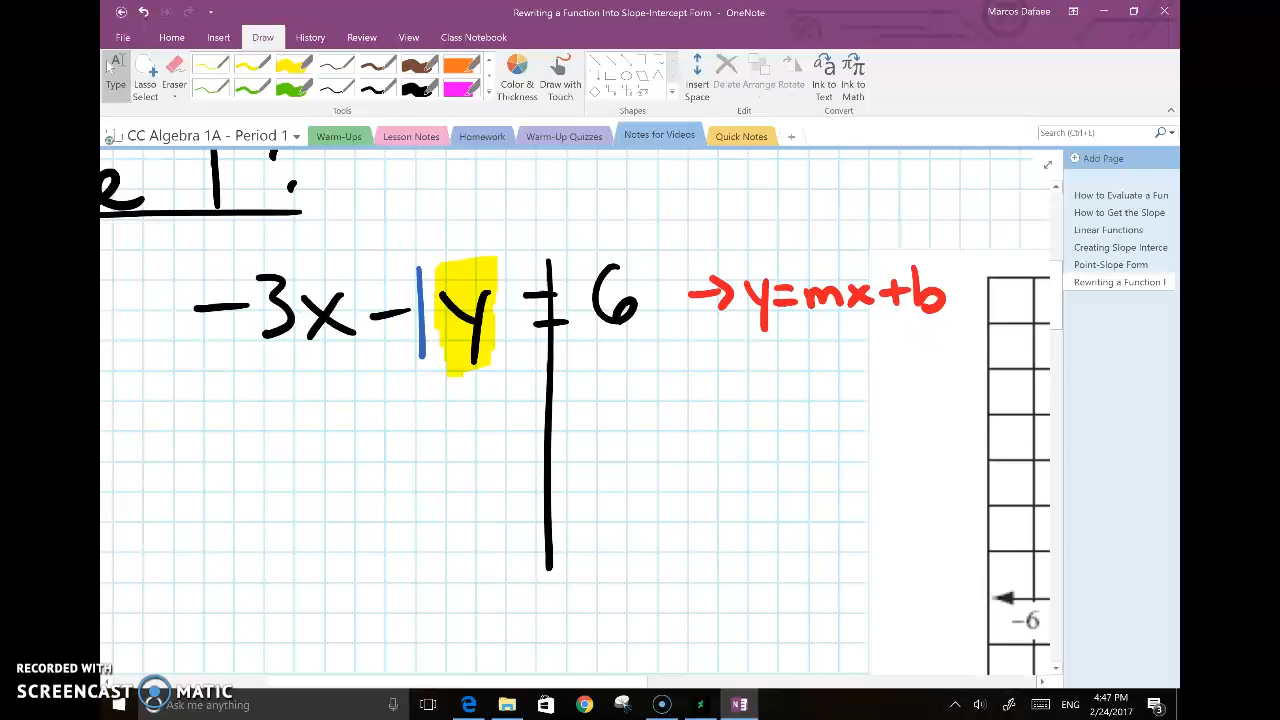 Rewriting a Function Into Slope-Intercept Form - OneNote
Marcos Dafaee
File Home Insert Draw History Review View Class Notebook
Type
Lasso Select
Eraser
Color & Thickness
Draw with Touch
Insert Space
Delete
Arrange
Rotate
Ink to Text
Ink to Math
Tools
Shapes
Edit
Convert
CC Algebra 1A - Period 1
Warm-Ups
Lesson Notes
Homework
Warm-Up Quizzes
Notes for Videos
Quick Notes
Search (Ctrl+L)
Add Page
How to Evaluate a Fun
How to Get the Slope
Linear Functions
Creating Slope Interce
Point-Slope Form
Rewriting a Function I
e 1:
-3x - 1y = 6 → y=mx+b
-6
RECORDED WITH
SCREENCAST MATIC
Ask me anything
ENG
4:47 PM
2/24/2017
3